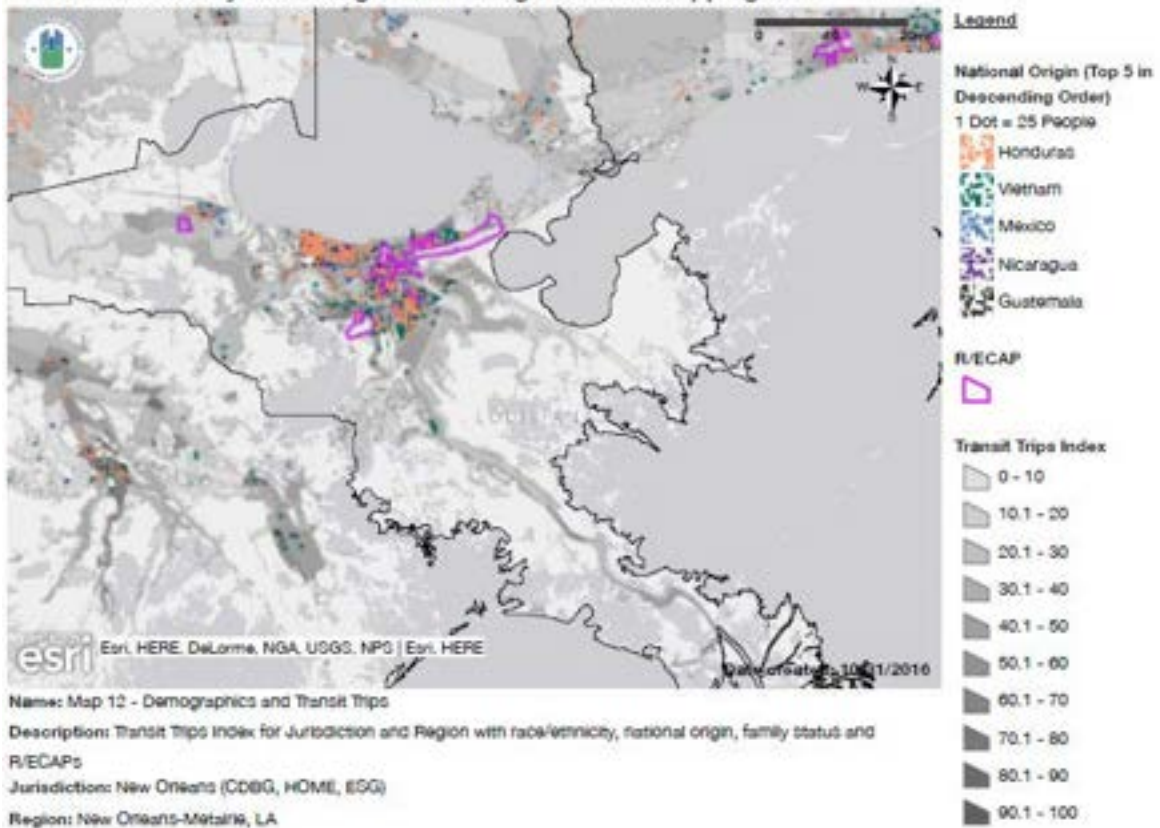 Legend
National Origin (Top 5 in
Descending Order)
1 Dot = 25 People
Honduras
Vietnam
Mexico
Nicaragua
Guatemala
R/ECAP
Transit Trips Index
0 - 10
10.1 - 20
20.1 - 30
30.1 - 40
40.1 - 50
50.1 - 60
60.1 - 70
70.1 - 80
80.1 - 90
90.1 - 100
N
W
E
0
esri
Esri, HERE, DeLorme, NGA, USGS, NPS | Esri, HERE
Date created:
Name: Map 12 - Demographics and Transit Trips
Description: Transit Trips Index for Jurisdiction and Region with race/ethnicity, national origin, family status and
R/ECAPs
Jurisdiction: New Orleans (CDBG, HOME, ESG)
Region: New Orleans-Metairie, LA